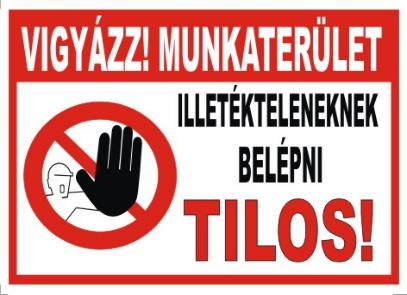 VIGYÁZZ! MUNKATERÜLET
ILLETÉKTELENEKNEK
BELÉPNI
TILOS!